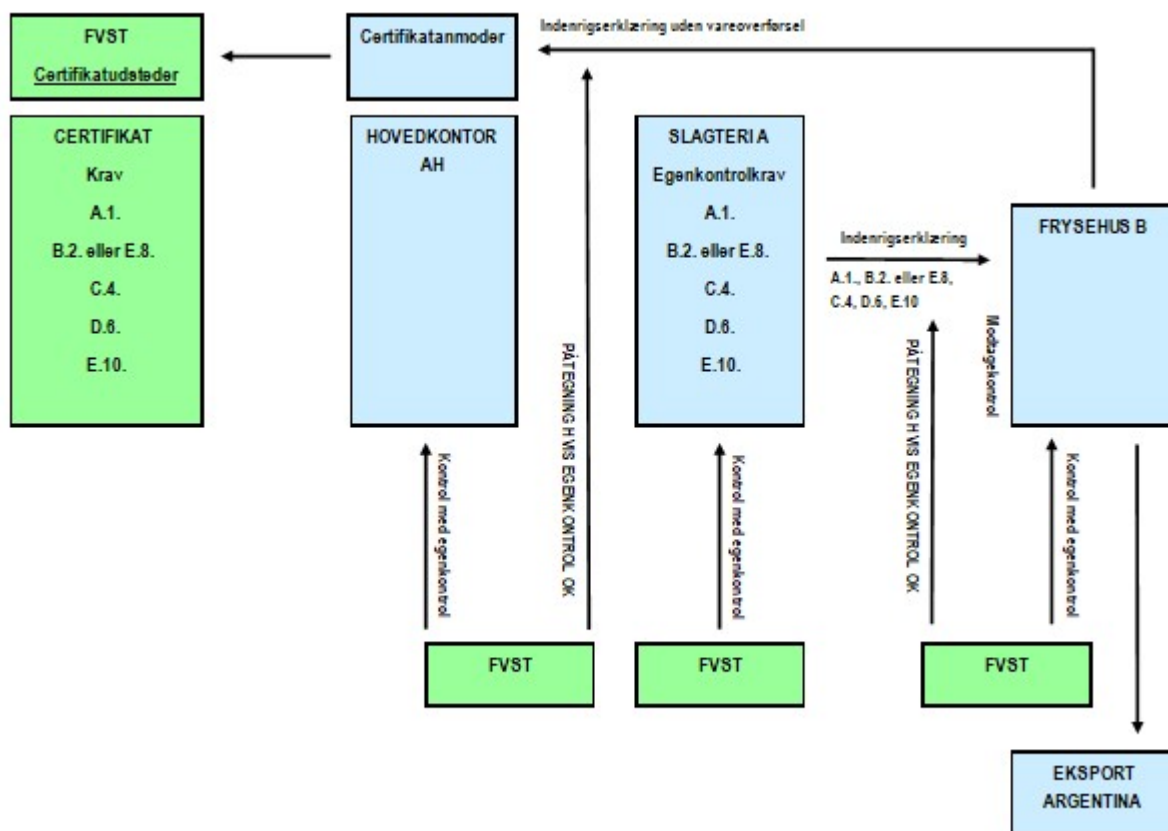 FVST
Certifikatudsteder
Certifikatanmoder
Indenrigserklæring uden vareoverførsel
CERTIFIKAT
Krav
A.1.
B.2. eller E.8.
C.4.
D.6.
E.10.
HOVEDKONTOR
AH
SLAGTERI A
Egenkontrolkrav
A.1.
B.2. eller E.8.
C.4.
D.6.
E.10.
Indenrigserklæring
A.1., B.2. eller E.8,
C.4, D.6, E.10
FRYSEHUS B
Modtagekontrol
PÅTEGNING HVIS EGENKONTROL OK
PÅTEGNING HVIS EGENKONTROL OK
Kontrol med egenkontrol
Kontrol med egenkontrol
Kontrol med egenkontrol
FVST
FVST
FVST
EKSPORT
ARGENTINA